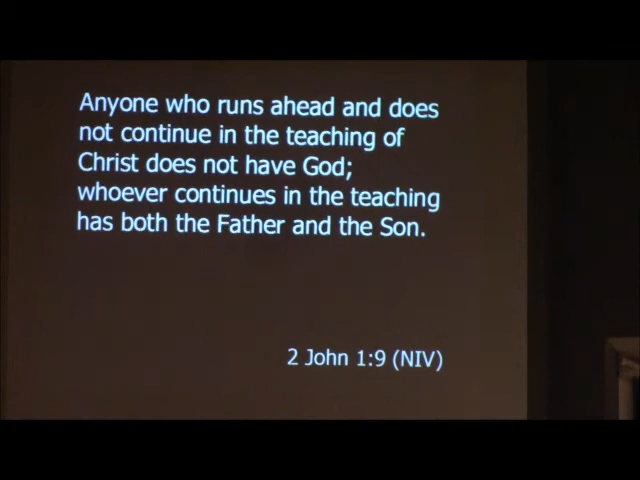 Anyone who runs ahead and does
not continue in the teaching of
Christ does not have God;
whoever continues in the teaching
has both the Father and the Son.
2 John 1:9 (NIV)